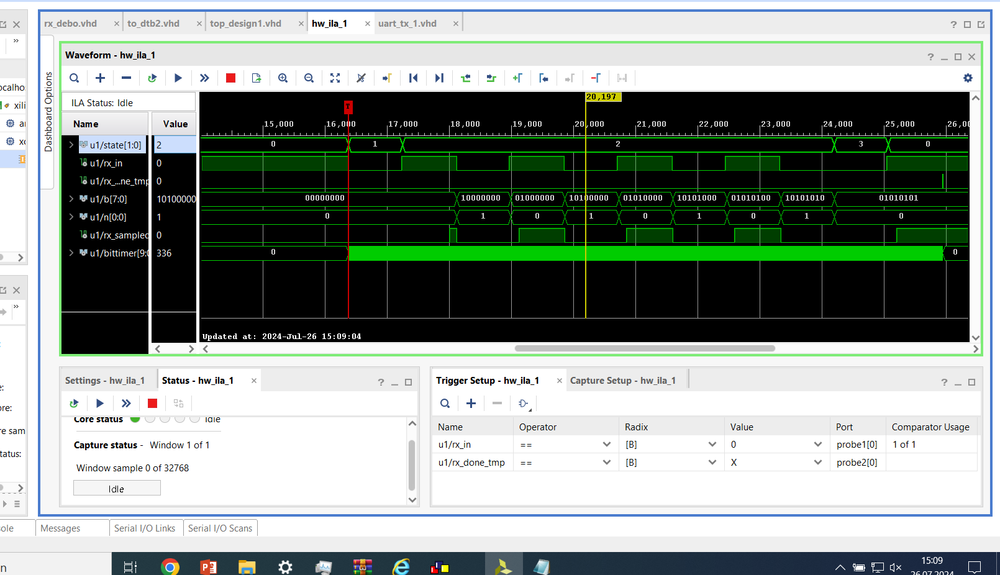 rx_debo.vhd × to_dtb2.vhd × top_design1.vhd × hw_ila_1 × uart_tx_1.vhd ×
?
»
Dashboard Options
Waveform - hw_ila_1
?
ILA Status: Idle
20,197
T
Name Value
15,000 16,000 17,000 18,000 19,000 20,000 21,000 22,000 23,000 24,000 25,000 26,0
u1/state[1:0] 2 0 1 2 3 0
u1/rx_in 0
u1/rx_...ne_tmp 0
u1/b[7:0] 10100000 00000000 10000000 01000000 10100000 01010000 10101000 01010100 10101010 01010101
u1/n[0:0] 1 0 1 0 1 0 1 0 1 0
u1/rx_sampled 0
u1/bittimer[9:0 336 0 0
Updated at: 2024-Jul-26 15:09:04
ocalhos
xili
ar
xc
»
e:
ore:
re sam
tatus:
Settings - hw_ila_1 Status - hw_ila_1 ×
?
Core status Idle
Capture status - Window 1 of 1
Window sample 0 of 32768
Idle
Trigger Setup - hw_ila_1 × Capture Setup - hw_ila_1
?
Name Operator Radix Value Port Comparator Usage
u1/rx_in == [B] 0 probe1[0] 1 of 1
u1/rx_done_tmp == [B] X probe2[0]
sole Messages Serial I/O Links Serial I/O Scans
n
15:09
26.07.2024